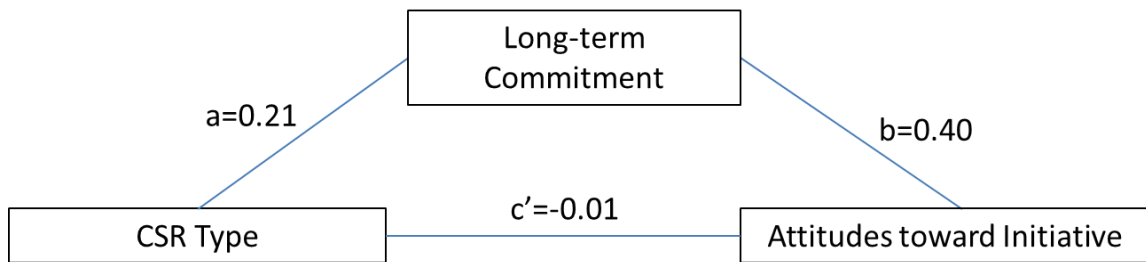 Long-term
Commitment
a=0.21
b=0.40
c’=-0.01
CSR Type
Attitudes toward Initiative